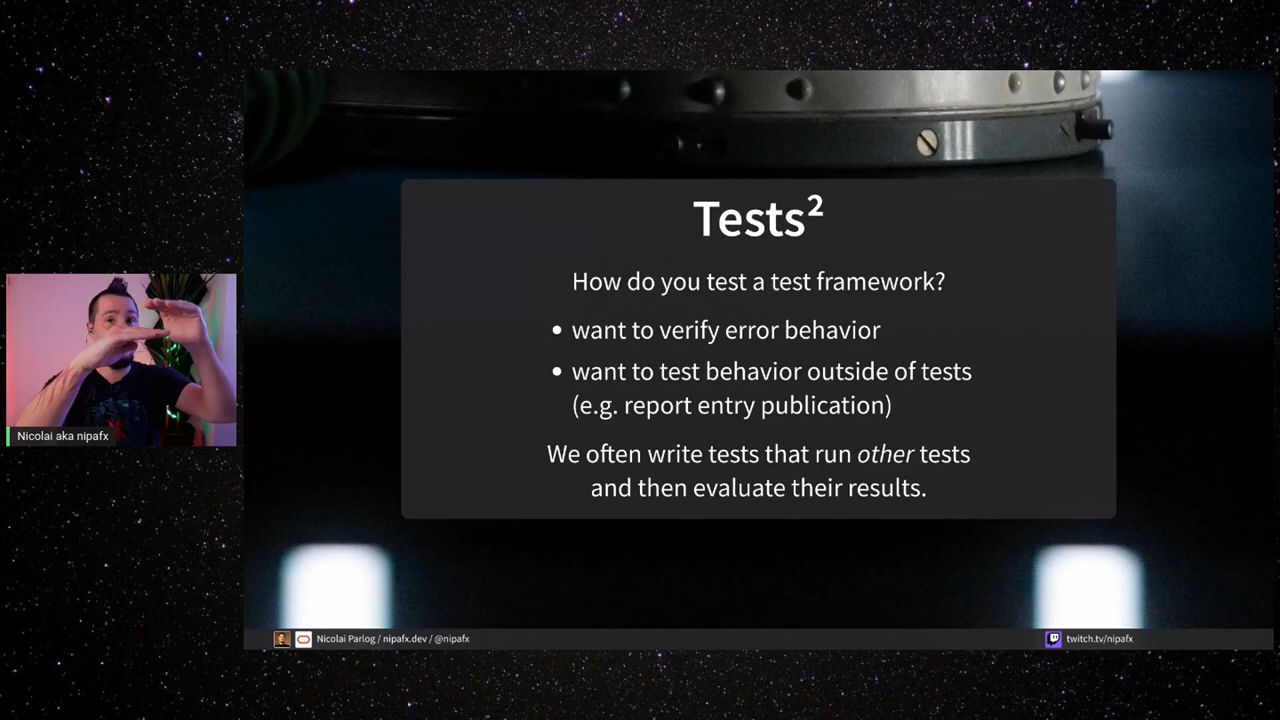 Tests²
How do you test a test framework?
• want to verify error behavior
• want to test behavior outside of tests
(e.g. report entry publication)
We often write tests that run other tests
and then evaluate their results.
Nicolai aka nipafx
Nicolai Parlog / nipafx.dev / @nipafx
twitch.tv/nipafx